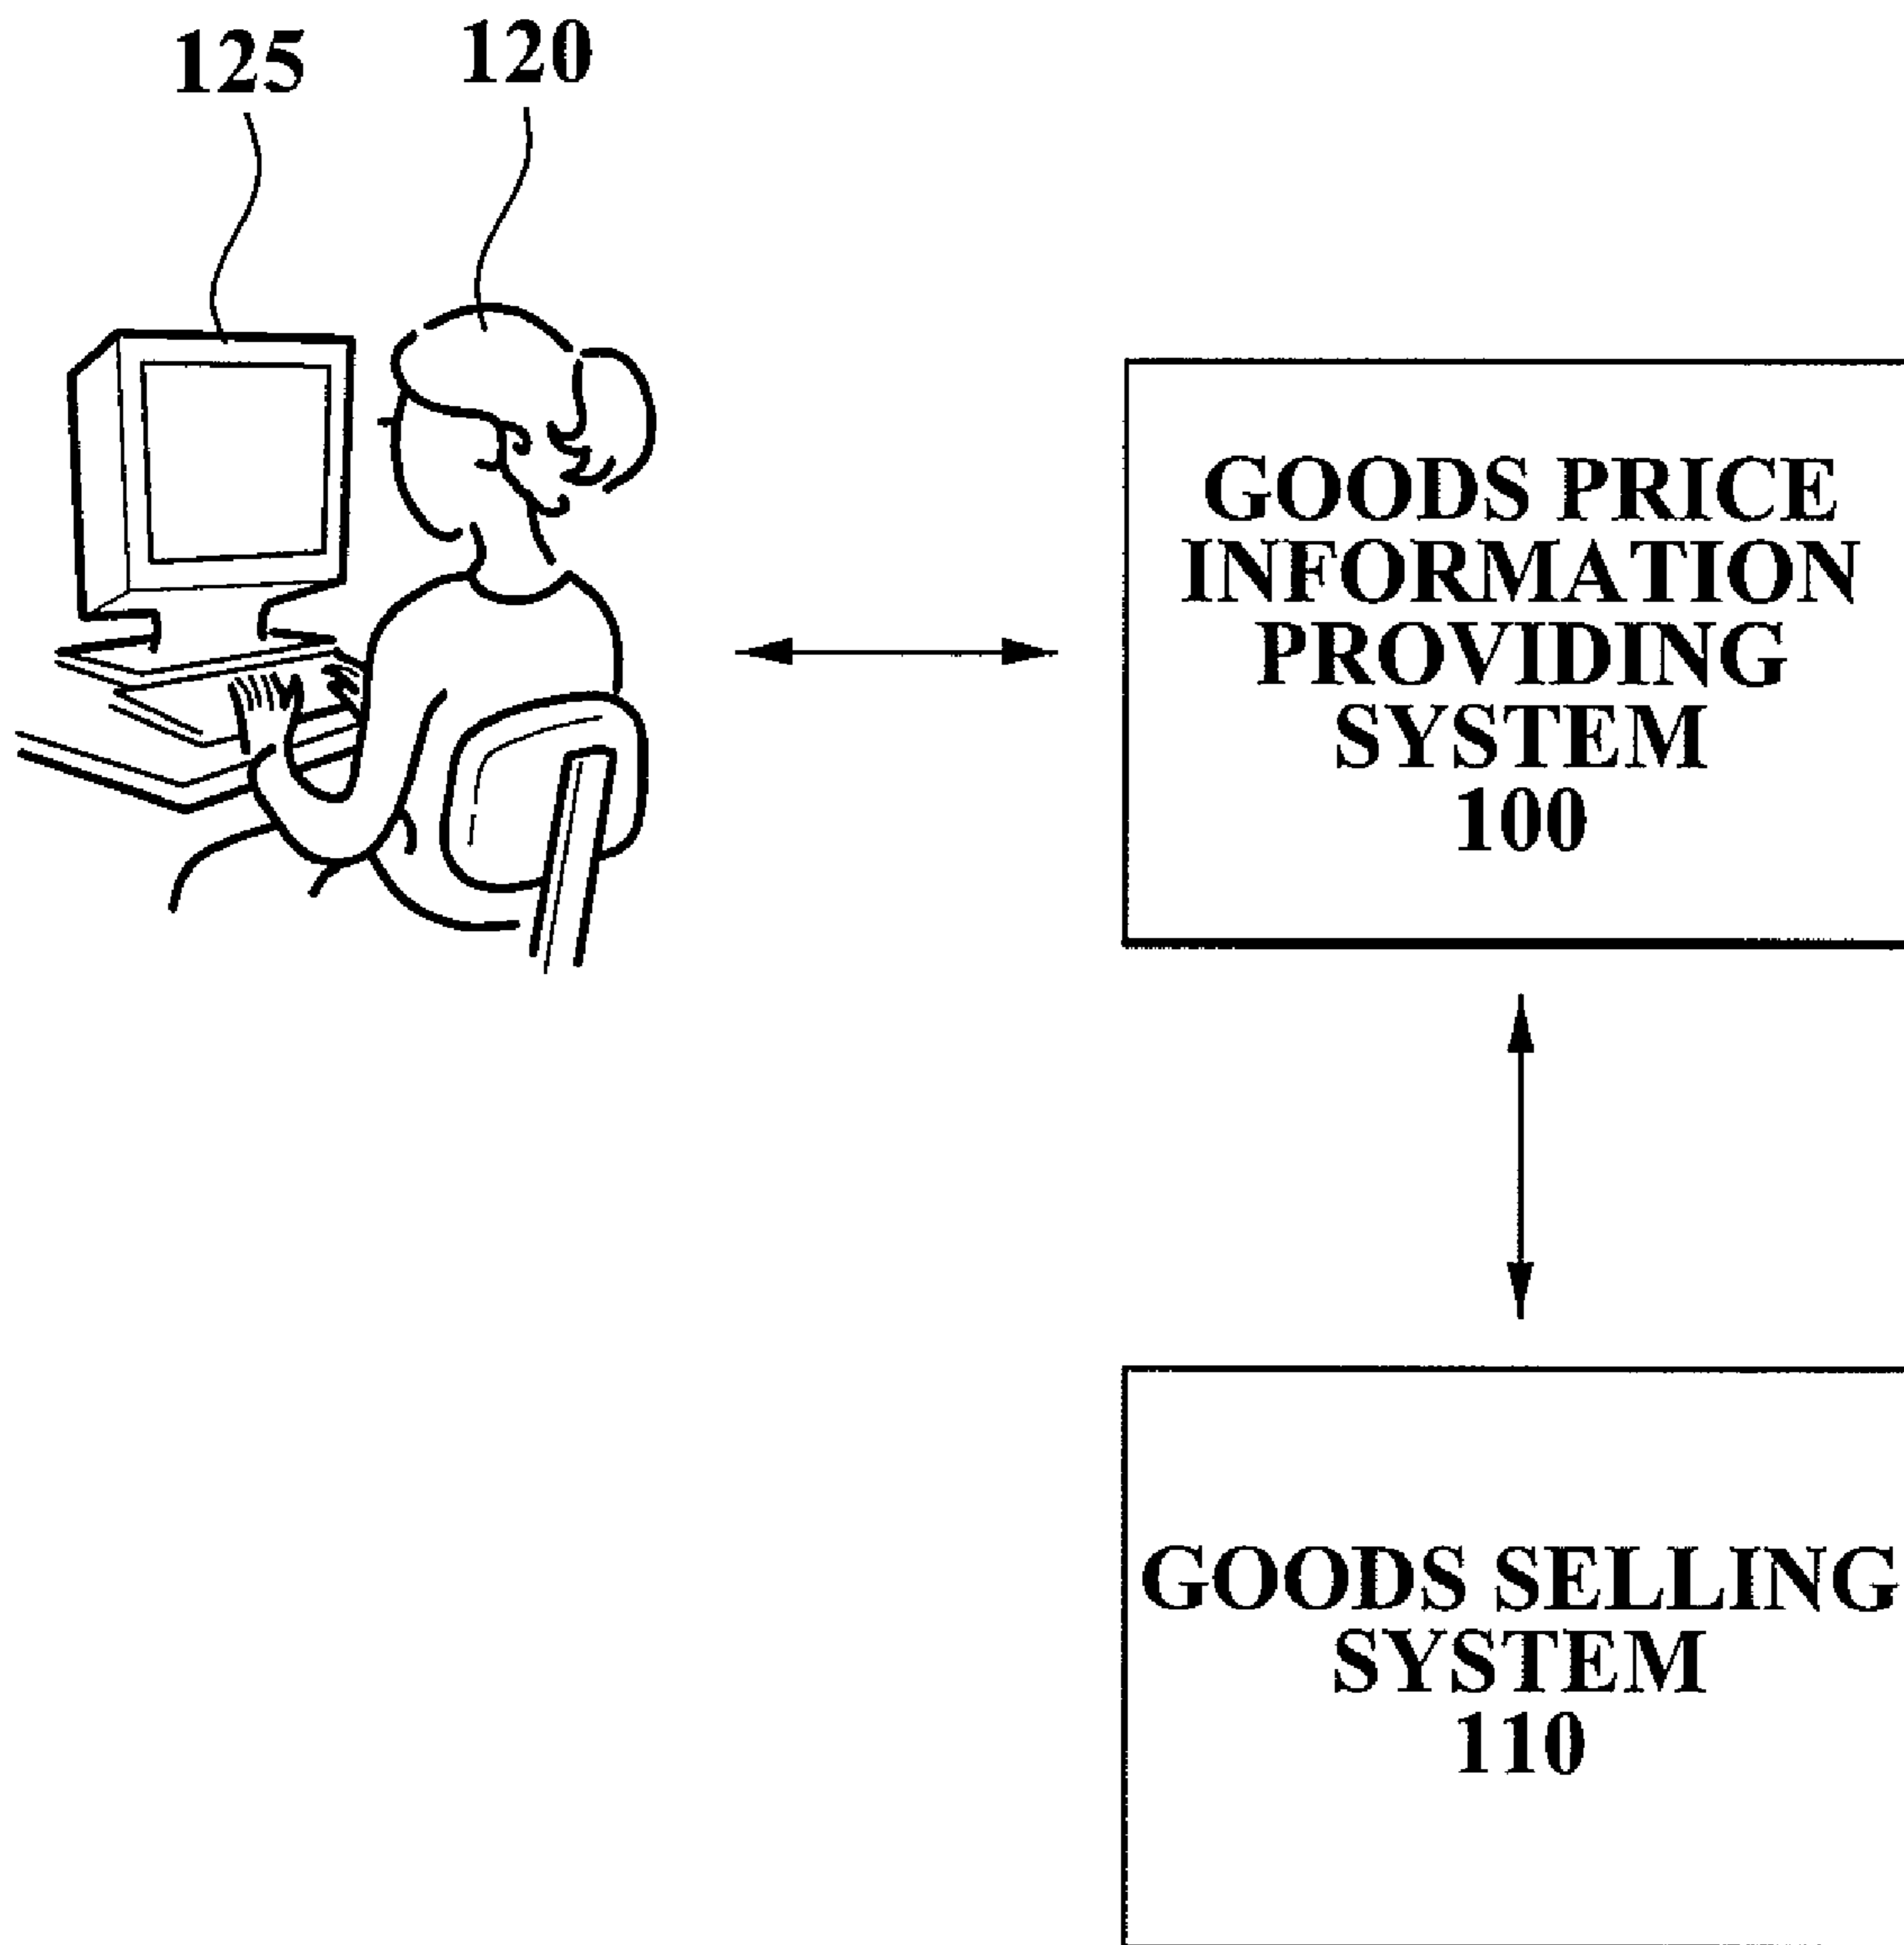 125 120
GOODS PRICE
INFORMATION
PROVIDING
SYSTEM
100
GOODS SELLING
SYSTEM
110